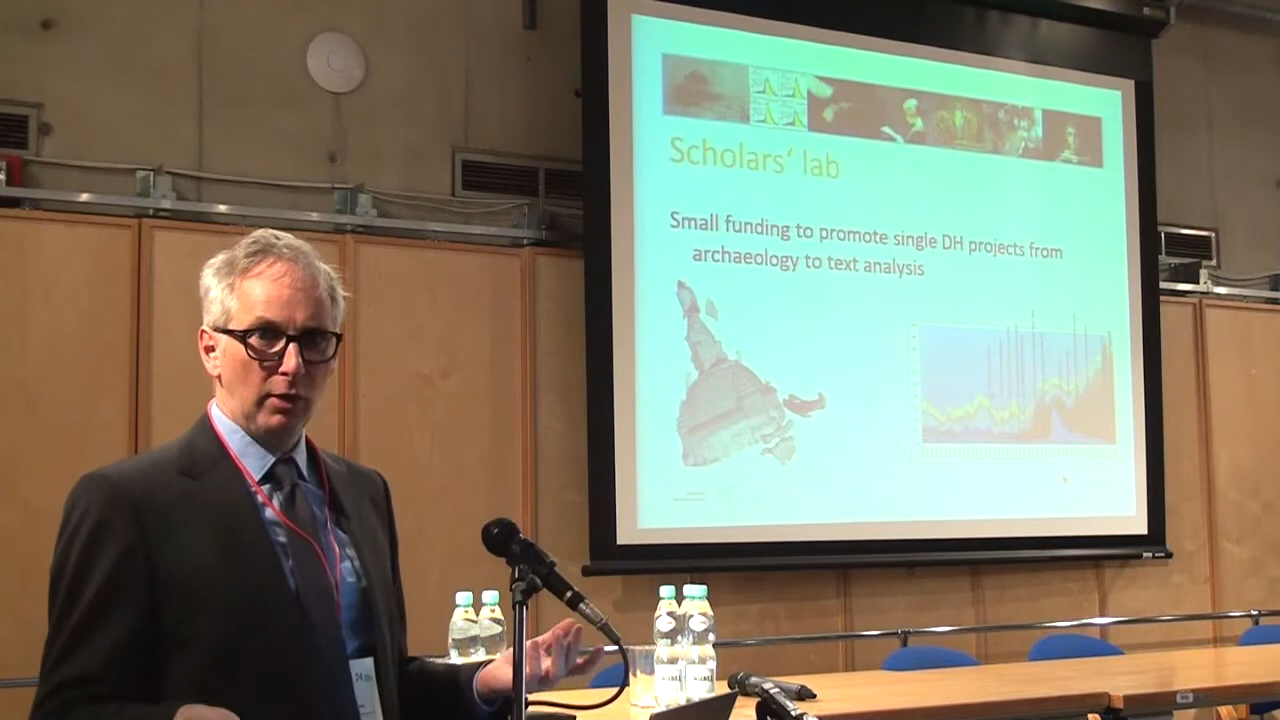 Scholars‘ lab
Small funding to promote single DH projects from
archaeology to text analysis